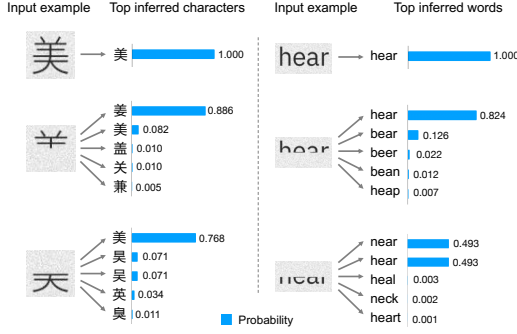 Input example Top inferred characters
美 美 1.000
姜 0.886
美 0.082
盖 0.010
关 0.010
兼 0.005
美 0.768
昊 0.071
英 0.034
臭 0.011
Input example Top inferred words
hear hear 1.000
hear hear 0.824
bear 0.126
beer 0.022
bean 0.012
heap 0.007
near 0.493
hear 0.493
heal 0.003
neck 0.002
heart 0.001
Probability